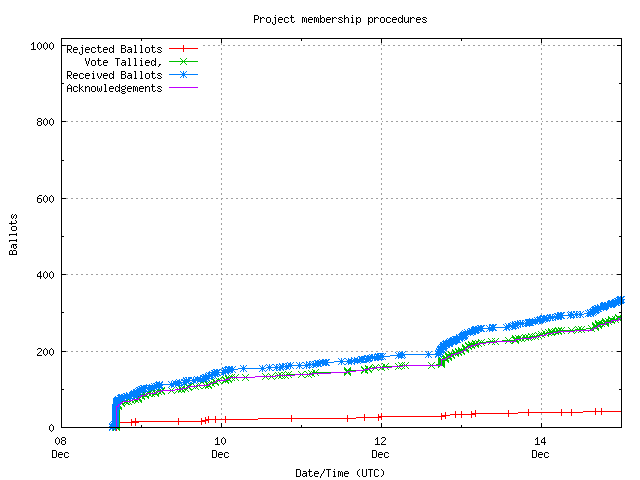 Project membership procedures
1000
800
600
400
200
0
Ballots
Rejected Ballots
Vote Tallied,
Received Ballots
Acknowledgements
08 10 12 14
Dec Dec Dec Dec
Date/Time (UTC)